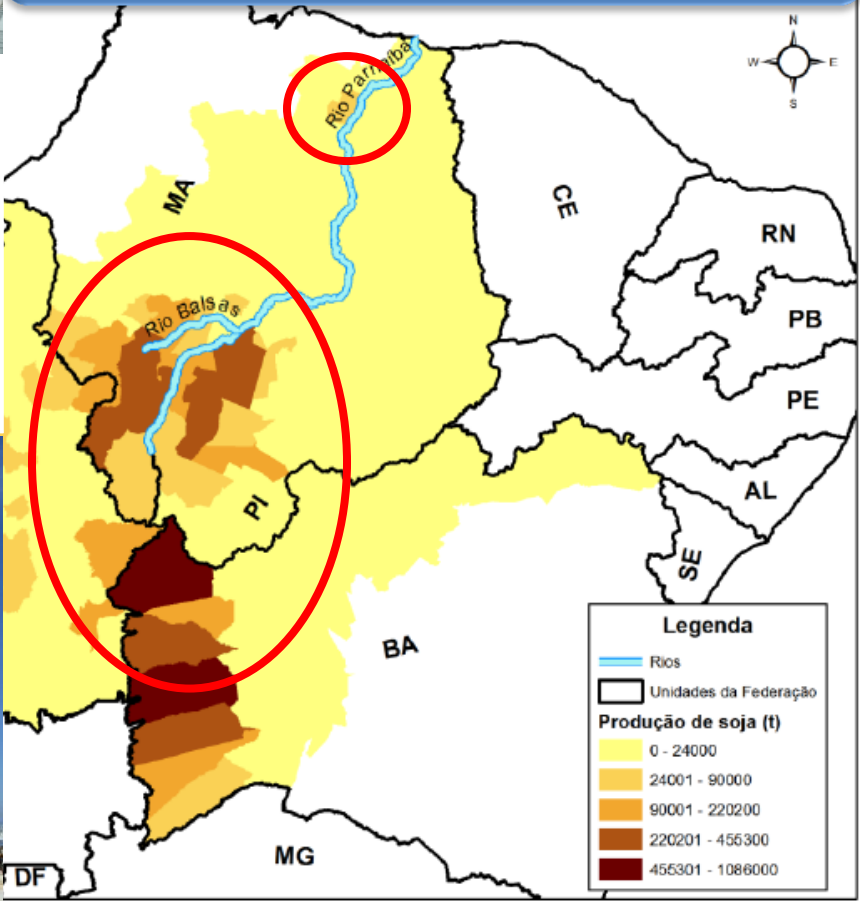 N
W E
S
Rio Parnaíba
MA
CE
RN
Rio Balsas
PB
PE
AL
PI
SE
BA
Legenda
Rios
Unidades da Federação
Produção de soja (t)
0 - 24000
24001 - 90000
90001 - 220200
220201 - 455300
455301 - 1086000
MG
DF